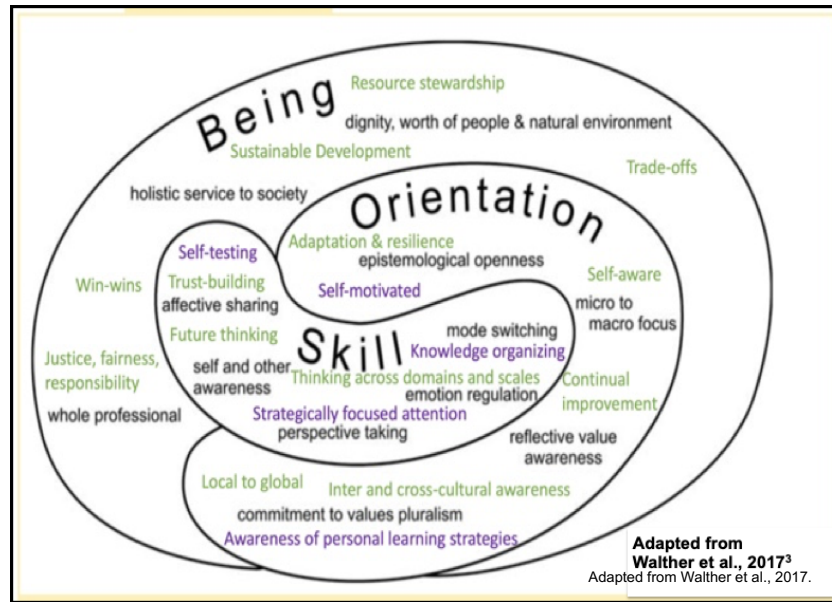 Being
Resource stewardship
dignity, worth of people & natural environment
Sustainable Development
Trade-offs
holistic service to society
Orientation
Self-testing
Adaptation & resilience
epistemological openness
Self-aware
Win-wins
Trust-building
Self-motivated
affective sharing
micro to
macro focus
Future thinking
Skill
mode switching
Knowledge organizing
Justice, fairness,
responsibility
self and other
awareness
Thinking across domains and scales
emotion regulation
Continual
improvement
whole professional
Strategically focused attention
perspective taking
reflective value
awareness
Local to global
Inter and cross-cultural awareness
commitment to values pluralism
Awareness of personal learning strategies
Adapted from
Walther et al., 2017³
Adapted from Walther et al., 2017.